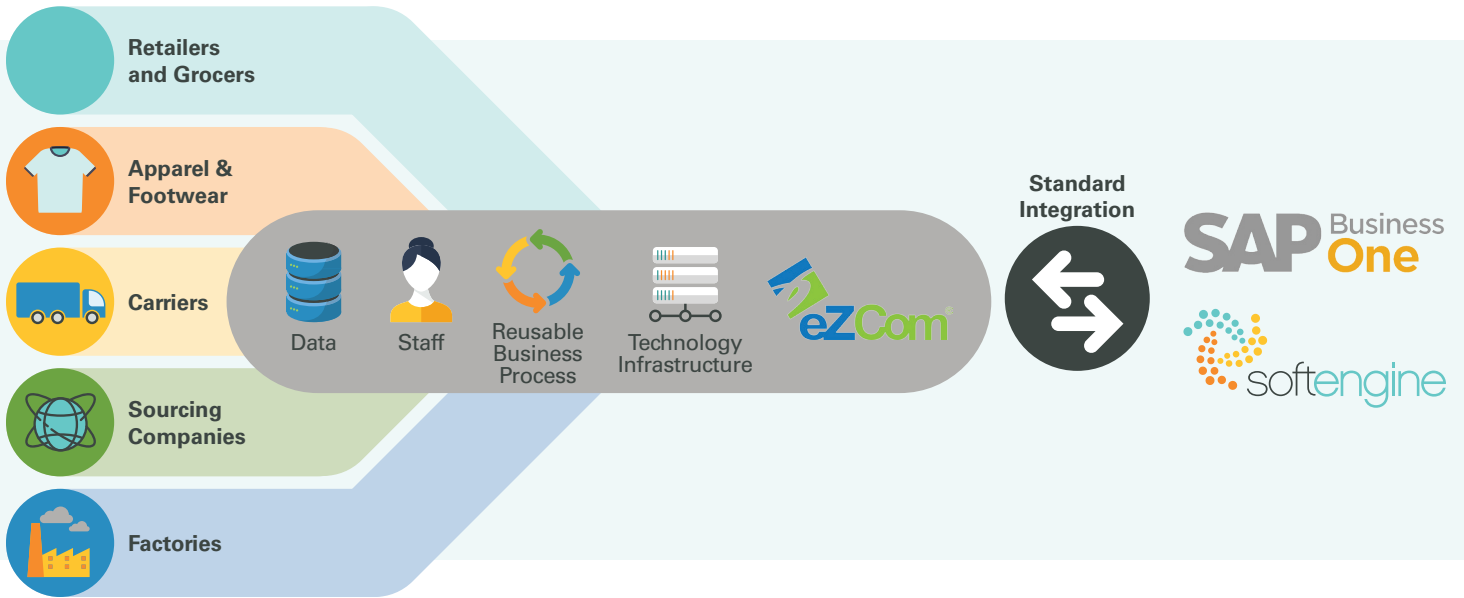 Retailers
and Grocers
Apparel &
Footwear
Carriers
Sourcing
Companies
Factories
Data
Staff
Reusable
Business
Process
Technology
Infrastructure
eZCom®
Standard
Integration
SAP Business
One
softengine